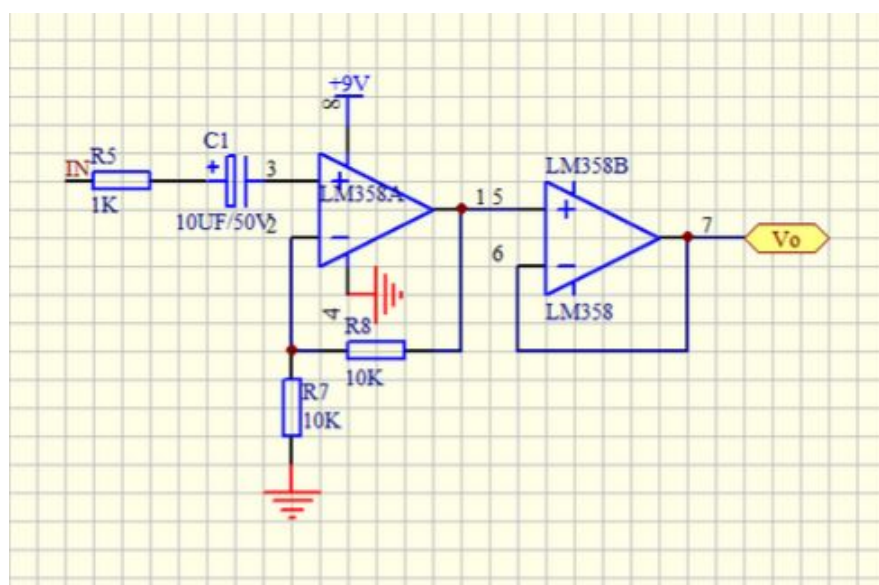 +9V
8
C1
IN
R5
+
3
+
LM358A
1K
10UF/50V
2
−
1
5
LM358B
+
7
Vo
6
−
LM358
4
R8
10K
R7
10K